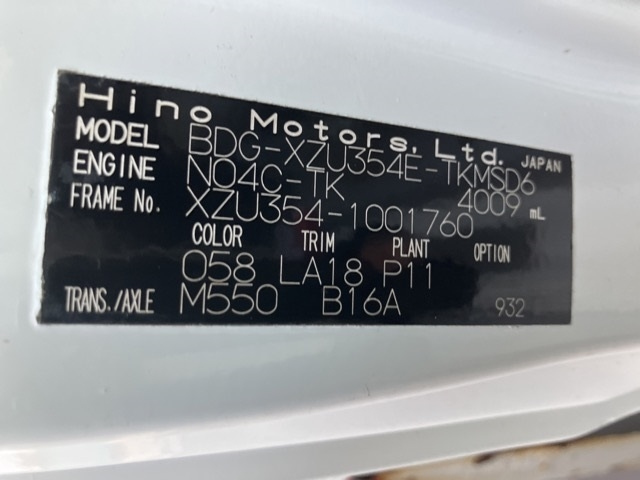 Hino Motors, Ltd. JAPAN
MODEL BDG-XZU354E-TKMSD6
ENGINE N04C-TK 4009 mL
FRAME No. XZU354-1001760
COLOR TRIM PLANT OPTION
058 LA18 P11
TRANS./AXLE M550 B16A 932